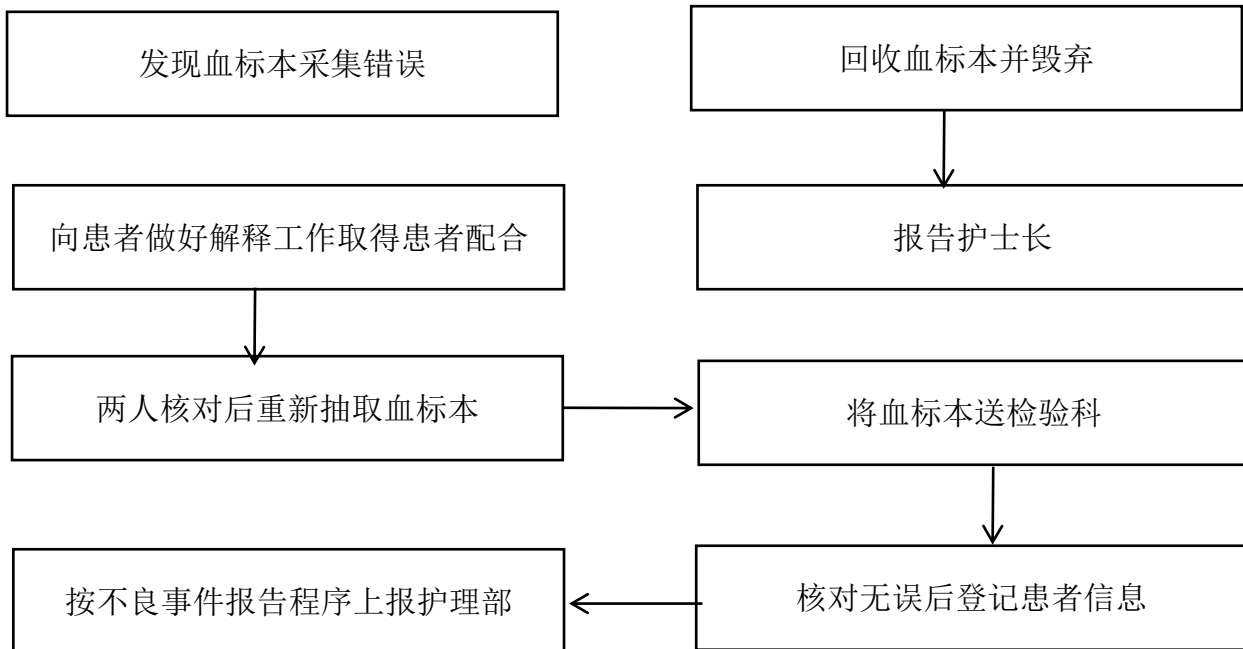 发现血标本采集错误
回收血标本并毁弃
向患者做好解释工作取得患者配合
报告护士长
两人核对后重新抽取血标本
将血标本送检验科
按不良事件报告程序上报护理部
核对无误后登记患者信息